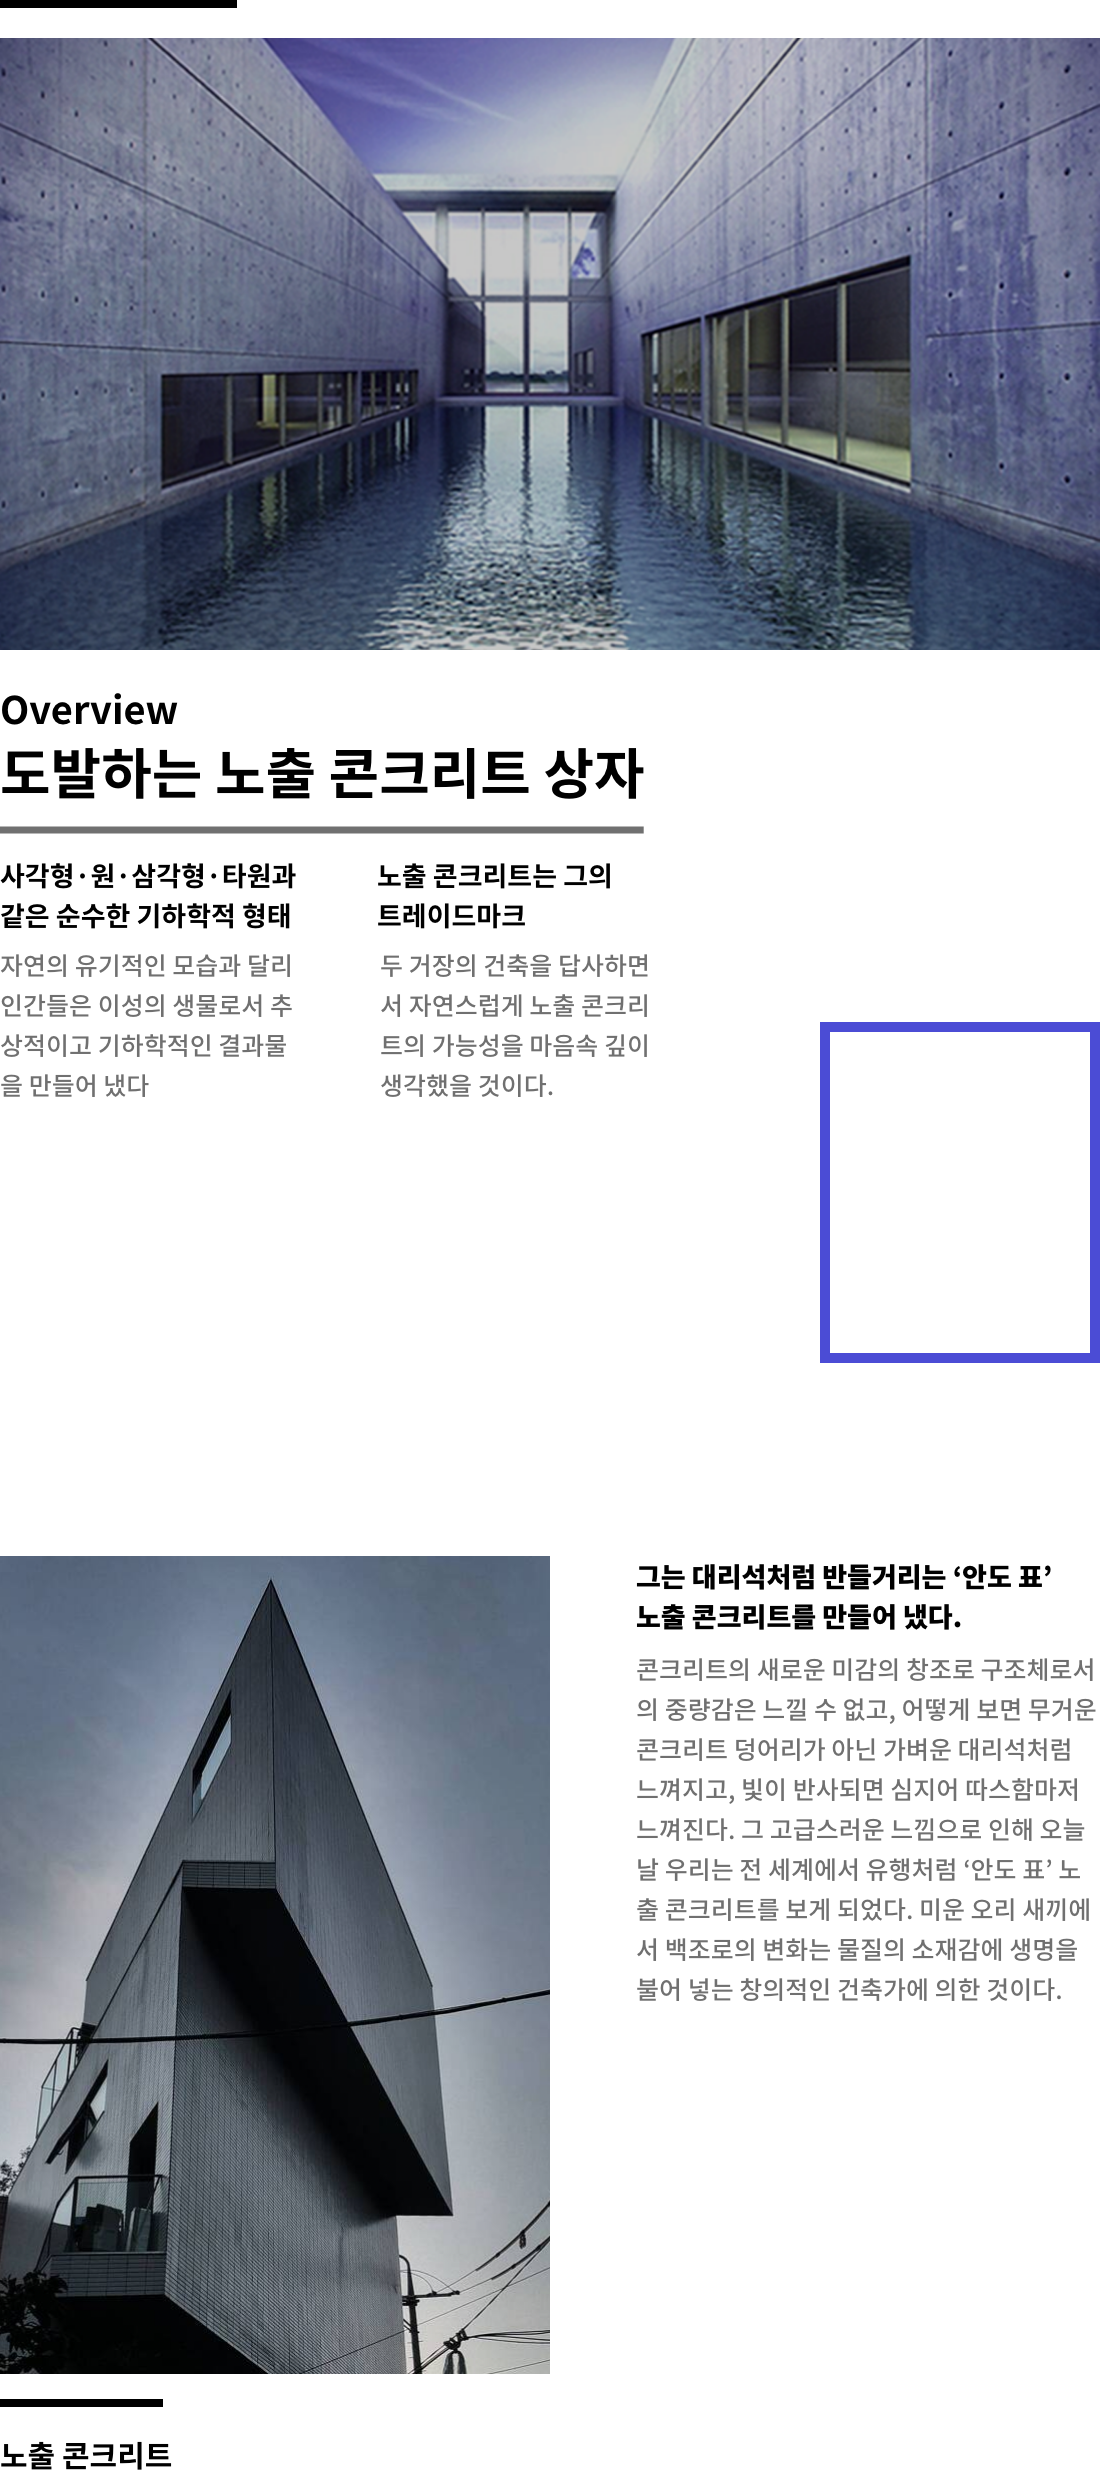 Overview
도발하는 노출 콘크리트 상자
사각형·원·삼각형·타원과
같은 순수한 기하학적 형태
자연의 유기적인 모습과 달리
인간들은 이성의 생물로서 추
상적이고 기하학적인 결과물
을 만들어 냈다
노출 콘크리트는 그의
트레이드마크
두 거장의 건축을 답사하면
서 자연스럽게 노출 콘크리
트의 가능성을 마음속 깊이
생각했을 것이다.
그는 대리석처럼 반들거리는 ‘안도 표’
노출 콘크리트를 만들어 냈다.
콘크리트의 새로운 미감의 창조로 구조체로서
의 중량감은 느낄 수 없고, 어떻게 보면 무거운
콘크리트 덩어리가 아닌 가벼운 대리석처럼
느껴지고, 빛이 반사되면 심지어 따스함마저
느껴진다. 그 고급스러운 느낌으로 인해 오늘
날 우리는 전 세계에서 유행처럼 ‘안도 표’ 노
출 콘크리트를 보게 되었다. 미운 오리 새끼에
서 백조로의 변화는 물질의 소재감에 생명을
불어 넣는 창의적인 건축가에 의한 것이다.
노출 콘크리트